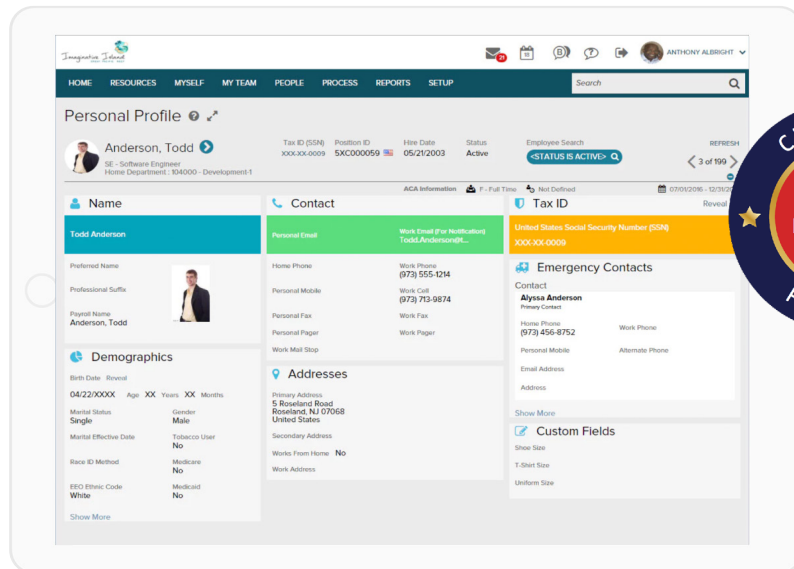 Imaginative Island
21
18
B
?
ANTHONY ALBRIGHT
HOME RESOURCES MYSELF MY TEAM PEOPLE PROCESS REPORTS SETUP Search
Personal Profile
Anderson, Todd
SE - Software Engineer
Home Department : 104000 - Development-1
Tax ID (SSN) Position ID Hire Date Status Employee Search REFRESH
XXX-XX-0009 5XC000059 05/21/2003 Active <STATUS IS ACTIVE> 3 of 199
ACA Information F - Full Time Not Defined 07/01/2016 - 12/31/20
Name
Todd Anderson
Preferred Name
Professional Suffix
Payroll Name
Anderson, Todd
Demographics
Birth Date Reveal
04/22/XXXX Age XX Years XX Months
Marital Status Gender
Single Male
Marital Effective Date Tobacco User
No
Race ID Method Medicare
No
EEO Ethnic Code Medicaid
White No
Show More
Contact
Personal Email Work Email (For Notification)
Todd.Anderson@t...
Home Phone Work Phone
(973) 555-1214
Personal Mobile Work Cell
(973) 713-9874
Personal Fax Work Fax
Personal Pager Work Pager
Work Mail Stop
Addresses
Primary Address
5 Roseland Road
Roseland, NJ 07068
United States
Secondary Address
Works From Home No
Work Address
Tax ID Reveal
United States Social Security Number (SSN)
XXX-XX-0009
Emergency Contacts
Contact
Alyssa Anderson
Primary Contact
Home Phone Work Phone
(973) 456-8752
Personal Mobile Alternate Phone
Email Address
Address
Show More
Custom Fields
Shoe Size
T-Shirt Size
Uniform Size